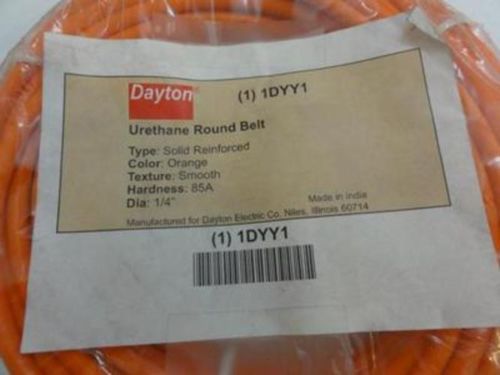 Dayton
(1) 1DYY1
Urethane Round Belt
Type: Solid Reinforced
Color: Orange
Texture: Smooth
Hardness: 85A
Dia: 1/4"
Made in India
Manufactured for Dayton Electric Co. Niles, Illinois 60714
(1) 1DYY1